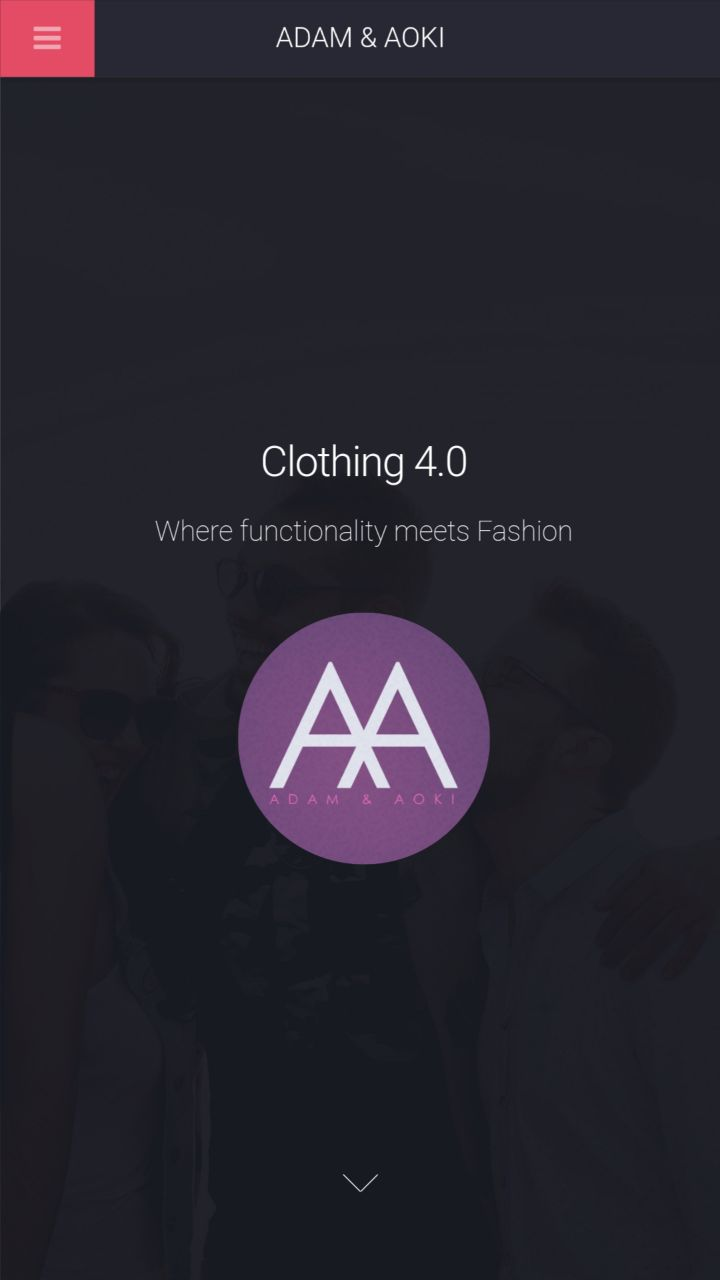 ADAM & AOKI
Clothing 4.0
Where functionality meets Fashion
AA
ADAM & AOKI